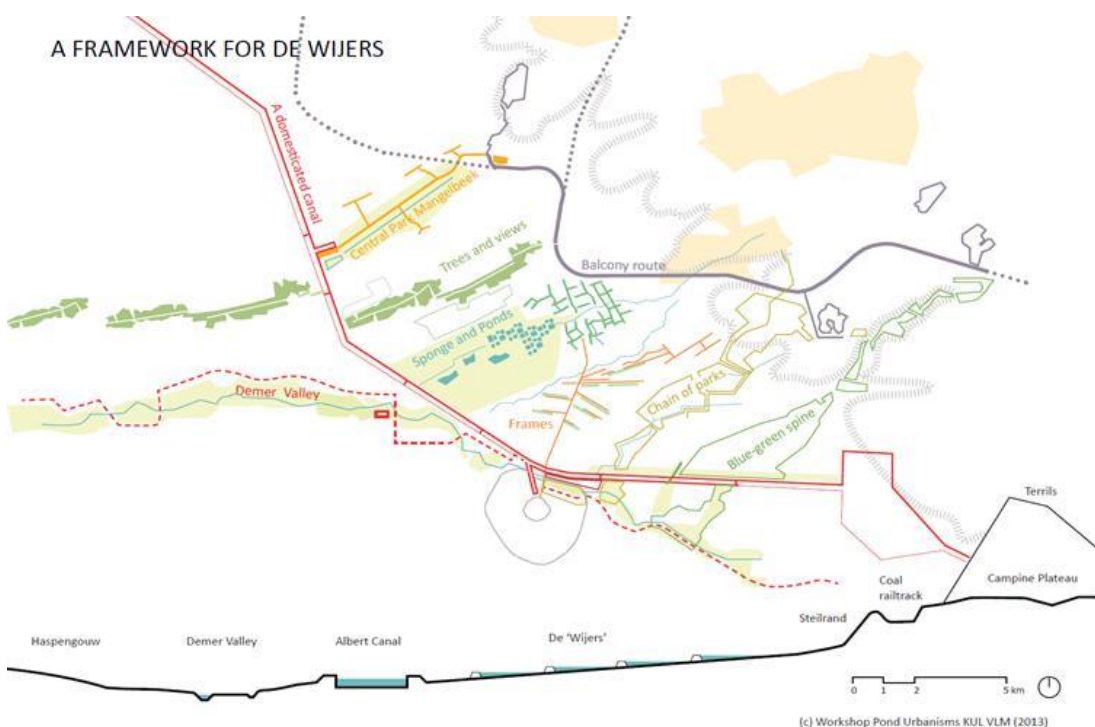 A FRAMEWORK FOR DE WIJERS
A domesticated canal
Central Park Mangelbeek
Trees and views
Balcony route
Sponge and Ponds
Demer Valley
Frames
Chain of parks
Blue-green spine
Terrils
Coal
railtrack
Campine Plateau
Steilrand
Haspengouw
Demer Valley
Albert Canal
De 'Wijers'
0 1 2 5 km
(c) Workshop Pond Urbanisms KUL VLM (2013)